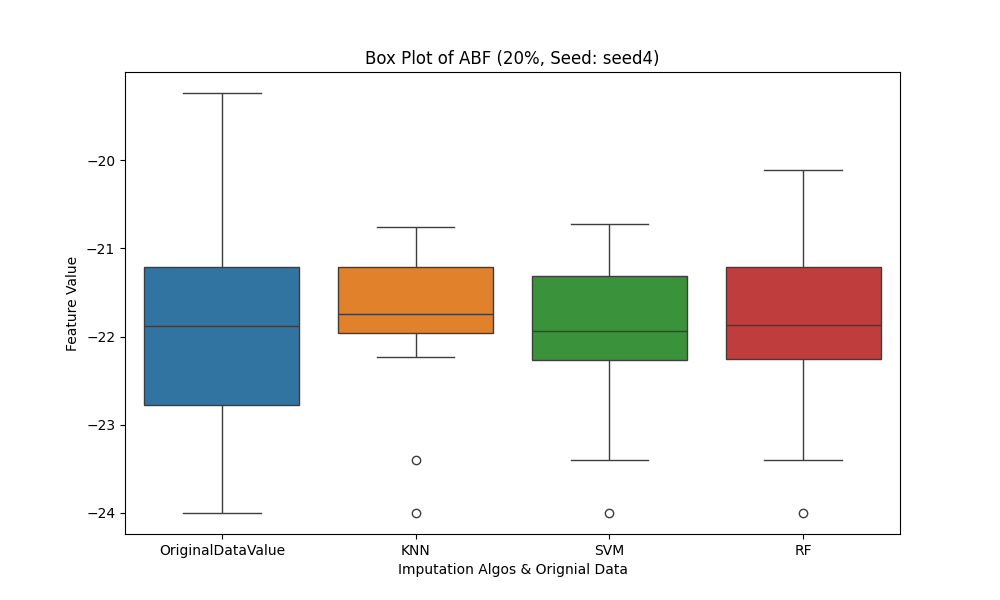 Box Plot of ABF (20%, Seed: seed4)
Feature Value
−20
−21
−22
−23
−24
OriginalDataValue
KNN
SVM
RF
Imputation Algos & Orignial Data